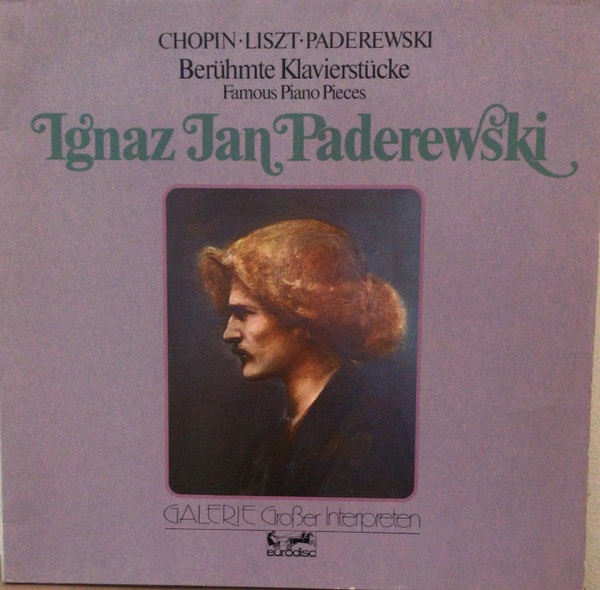 CHOPIN·LISZT·PADEREWSKI
Berühmte Klavierstücke
Famous Piano Pieces
Ignaz Jan Paderewski
GALERIE Großer Interpreten
eurodisc